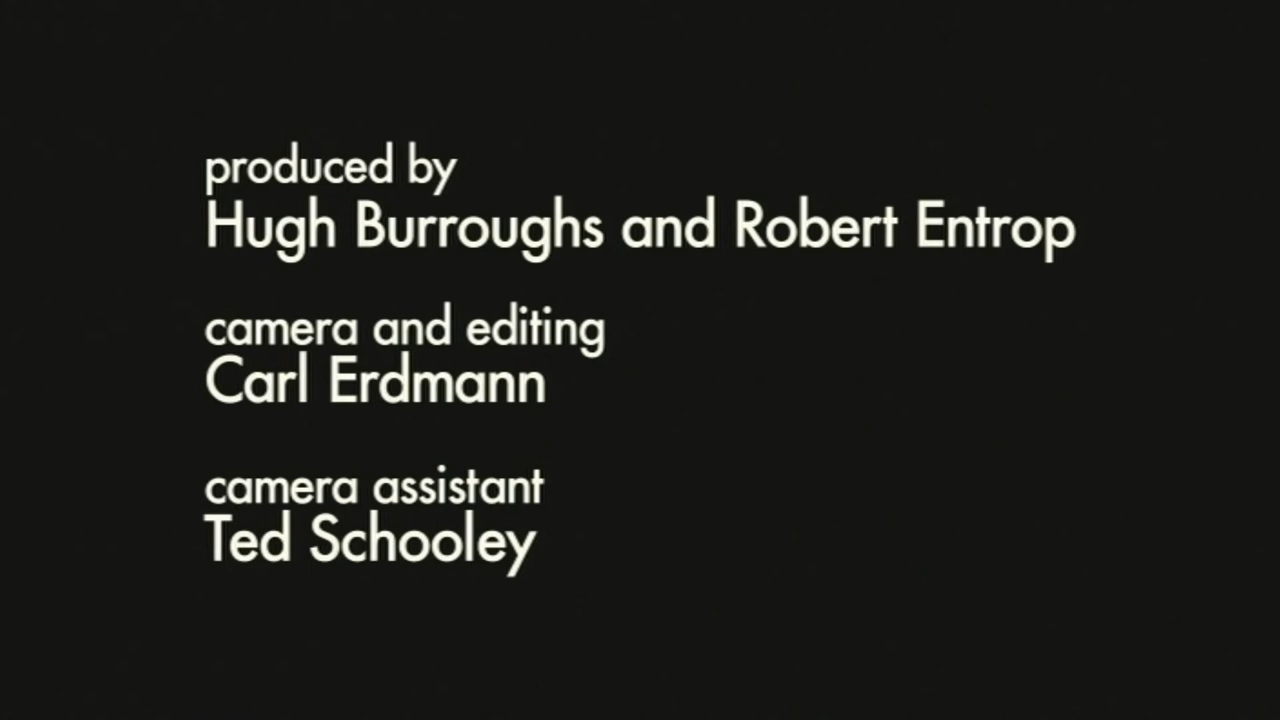 produced by
Hugh Burroughs and Robert Entrop
camera and editing
Carl Erdmann
camera assistant
Ted Schooley